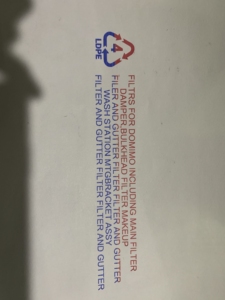 4
LDPE
FILTRS FOR DOMIMO INCLUDING MAIN FILTER
DAMPER,BULKHEAD FILTER MAKEUP
FILER AND GUTTER FILTER FILTER AND GUTTER
WASH STATION MTGBRACKET ASSY
FILTER AND GUTTER FILTER FILTER AND GUTTER